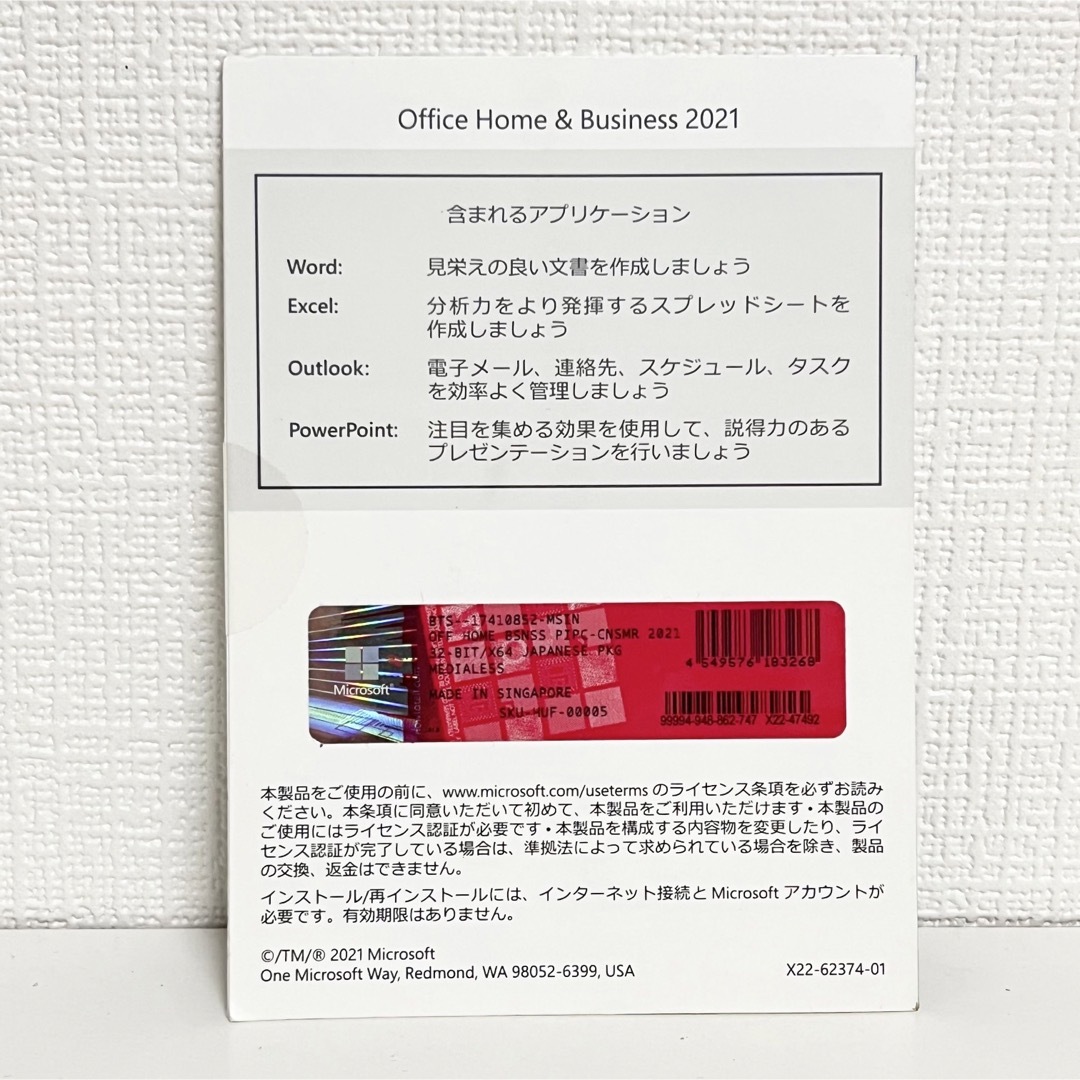 Office Home & Business 2021
含まれるアプリケーション
Word: 見栄えの良い文書を作成しましょう
Excel: 分析力をより発揮するスプレッドシートを
作成しましょう
Outlook: 電子メール、連絡先、スケジュール、タスク
を効率よく管理しましょう
PowerPoint: 注目を集める効果を使用して、説得力のある
プレゼンテーションを行いましょう
BTS--17410852-MSIN
OFF HOME BSNSS PIPC-CNSMR 2021
32-BIT/X64 JAPANESE PKG
MEDIALESS
4 549576 183268
Microsoft
MADE IN SINGAPORE
SKU-HUF-00005
99994-948-862-747 X22-47492
本製品をご使用の前に、www.microsoft.com/useterms のライセンス条項を必ずお読み
ください。本条項に同意いただいて初めて、本製品をご利用いただけます・本製品の
ご使用にはライセンス認証が必要です・本製品を構成する内容物を変更したり、ライ
センス認証が完了している場合は、準拠法によって求められている場合を除き、製品
の交換、返金はできません。
インストール/再インストールには、インターネット接続と Microsoft アカウントが
必要です。有効期限はありません。
©/TM/® 2021 Microsoft
One Microsoft Way, Redmond, WA 98052-6399, USA X22-62374-01